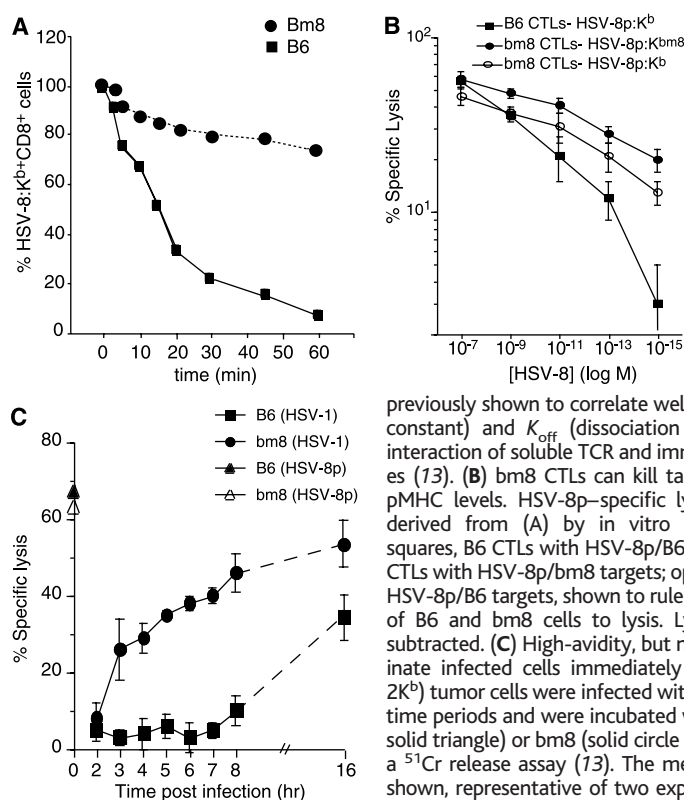 A
Bm8
B6
120
100
80
60
40
20
0
% HSV-8:Kᵇ⁺CD8⁺ cells
0 10 20 30 40 50 60
time (min)
B
B6 CTLs- HSV-8p:Kᵇ
bm8 CTLs- HSV-8p:Kᵇᵐ⁸
bm8 CTLs- HSV-8p:Kᵇ
10²
10¹
% Specific Lysis
10⁻⁷ 10⁻⁹ 10⁻¹¹ 10⁻¹³ 10⁻¹⁵
[HSV-8] (log M)
C
B6 (HSV-1)
bm8 (HSV-1)
B6 (HSV-8p)
bm8 (HSV-8p)
80
60
40
20
0
% Specific lysis
0 2 3 4 5 6 7 8 16
Time post infection (hr)
previously shown to correlate wel
constant) and K_off (dissociation
interaction of soluble TCR and imm
es (13). (B) bm8 CTLs can kill ta
pMHC levels. HSV-8p–specific ly
derived from (A) by in vitro
squares, B6 CTLs with HSV-8p/B6
CTLs with HSV-8p/bm8 targets; op
HSV-8p/B6 targets, shown to rule
of B6 and bm8 cells to lysis. Ly
subtracted. (C) High-avidity, but n
inate infected cells immediately
2Kᵇ) tumor cells were infected wit
time periods and were incubated v
solid triangle) or bm8 (solid circle
a ⁵¹Cr release assay (13). The me
shown, representative of two exp